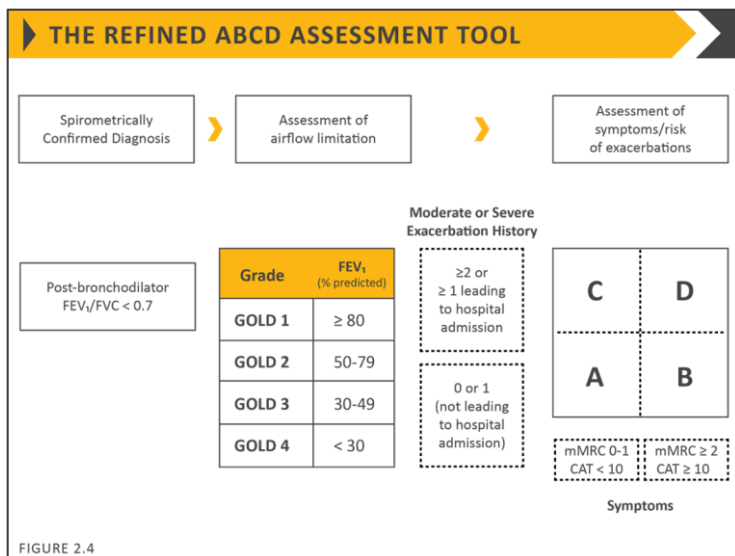 THE REFINED ABCD ASSESSMENT TOOL
Spirometrically
Confirmed Diagnosis
Assessment of
airflow limitation
Assessment of
symptoms/risk
of exacerbations
Post-bronchodilator
FEV₁/FVC < 0.7
Grade FEV₁
(% predicted)
GOLD 1 ≥ 80
GOLD 2 50-79
GOLD 3 30-49
GOLD 4 < 30
Moderate or Severe
Exacerbation History
≥2 or
≥ 1 leading
to hospital
admission
0 or 1
(not leading
to hospital
admission)
C D
A B
mMRC 0-1
CAT < 10
mMRC ≥ 2
CAT ≥ 10
Symptoms
FIGURE 2.4